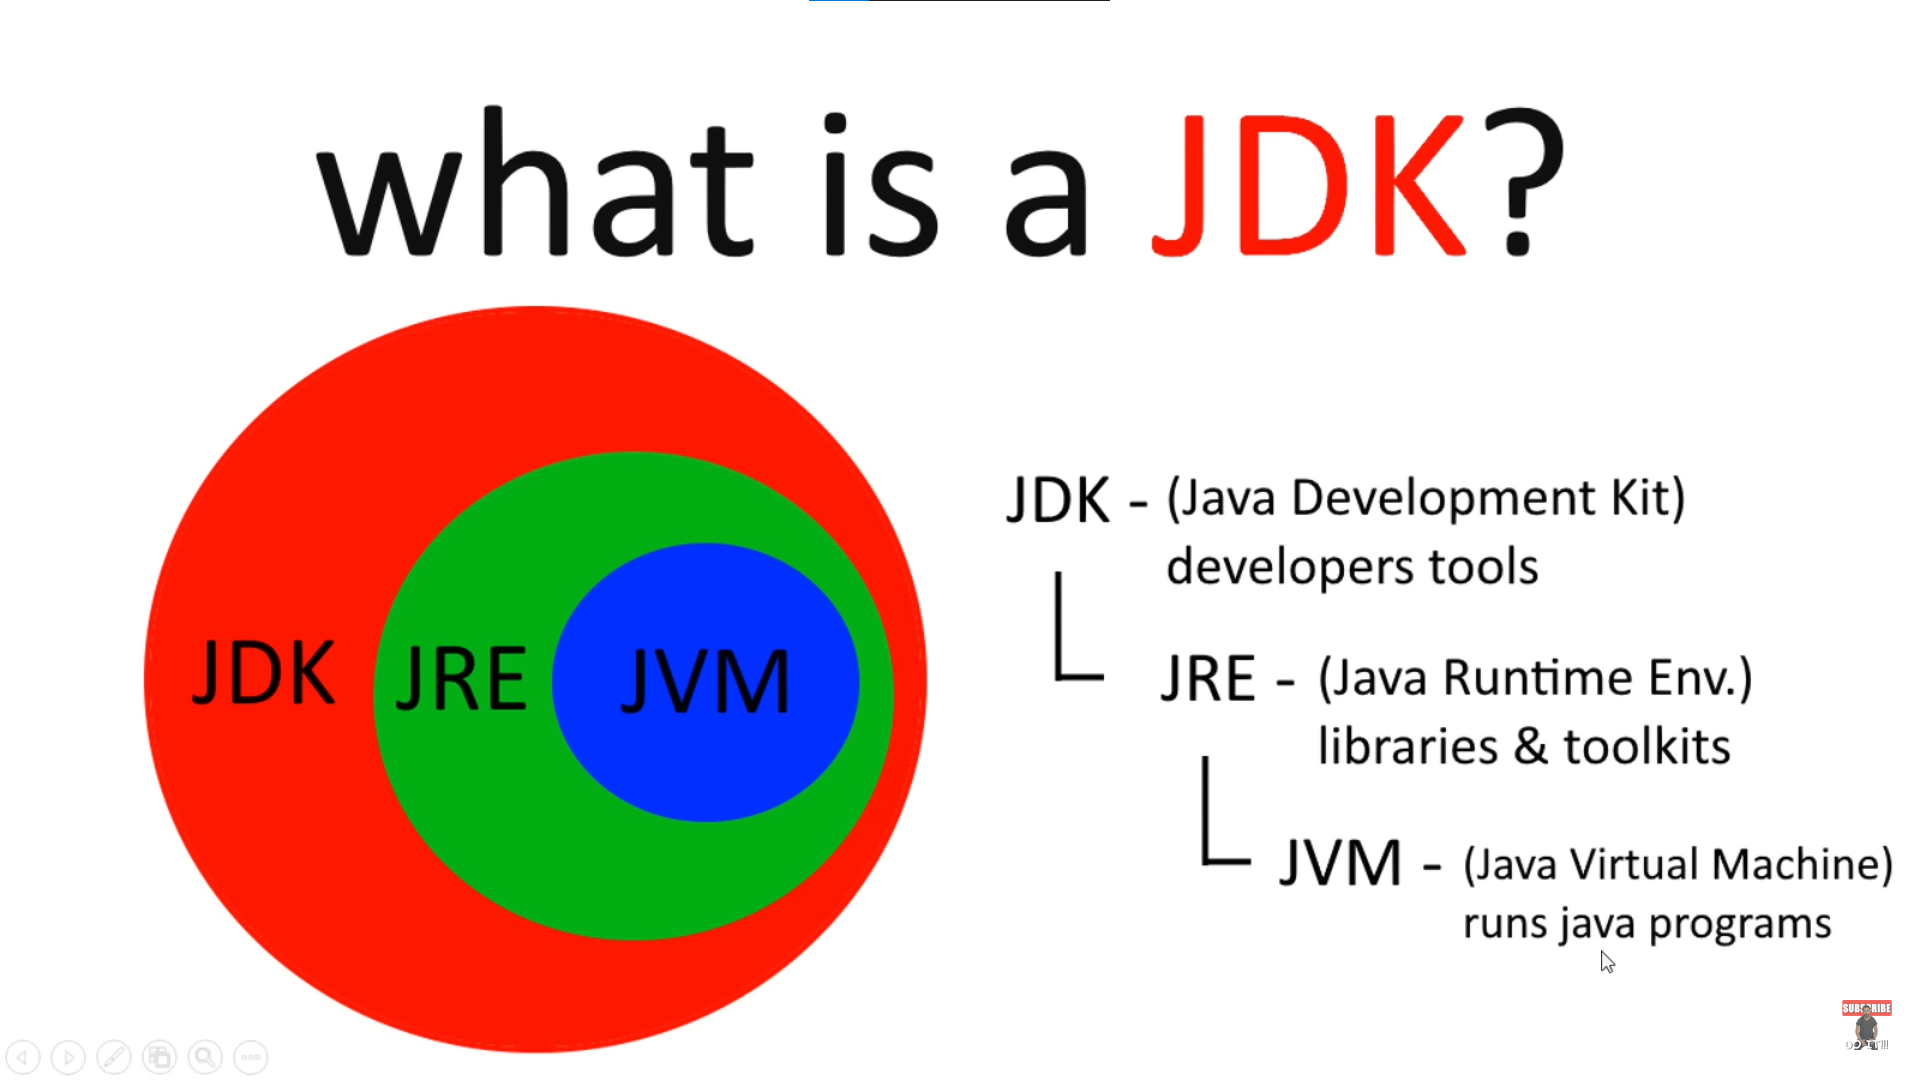 what is a JDK?
JDK JRE JVM
JDK - (Java Development Kit)
developers tools
JRE - (Java Runtime Env.)
libraries & toolkits
JVM - (Java Virtual Machine)
runs java programs
SUBSCRIBE